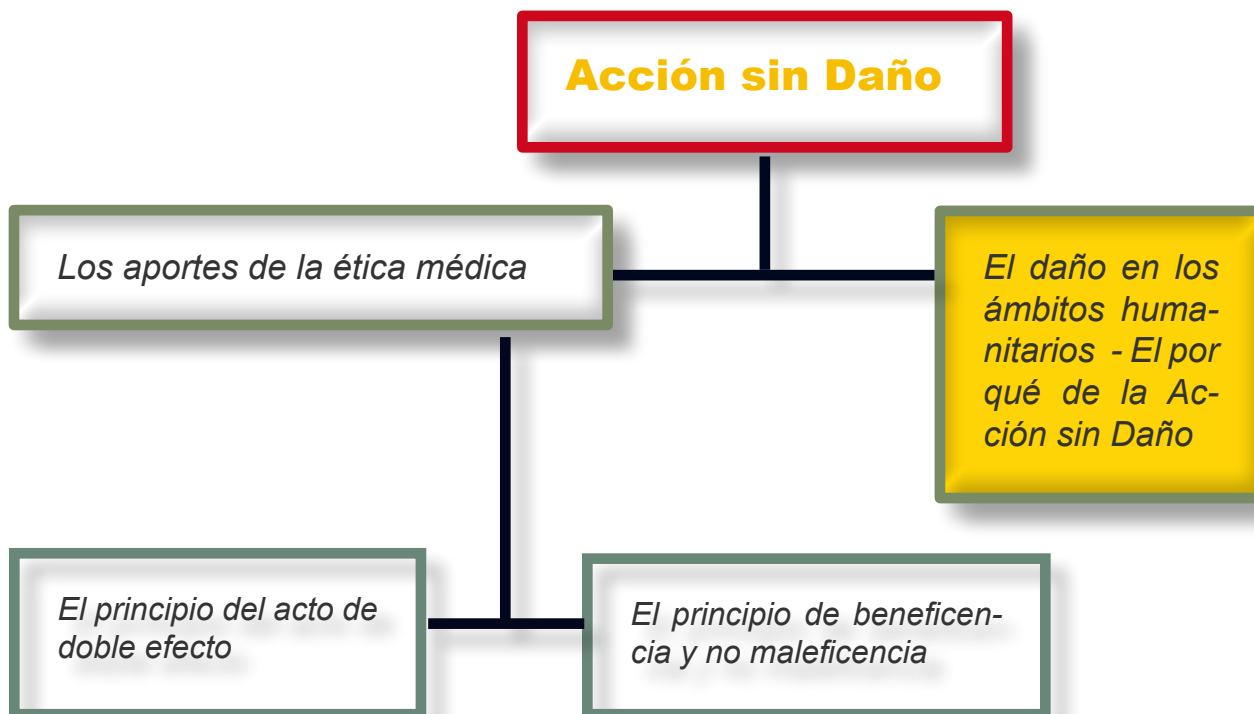 Acción sin Daño
Los aportes de la ética médica
El daño en los
ámbitos huma-
nitarios - El por
qué de la Ac-
ción sin Daño
El principio del acto de
doble efecto
El principio de beneficen-
cia y no maleficencia